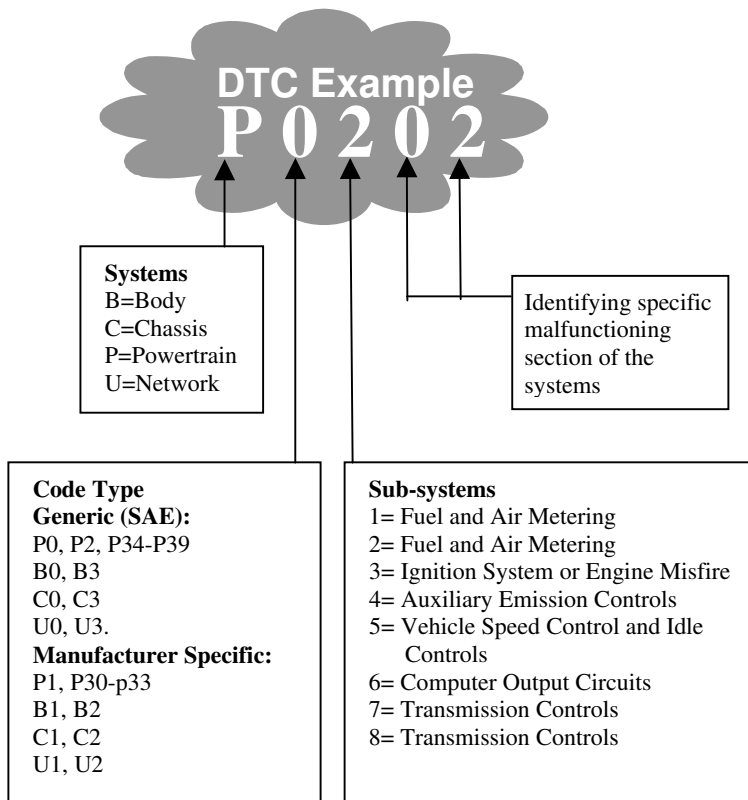 DTC Example
P 0 2 0 2
Systems
B=Body
C=Chassis
P=Powertrain
U=Network
Identifying specific
malfunctioning
section of the
systems
Code Type
Generic (SAE):
P0, P2, P34-P39
B0, B3
C0, C3
U0, U3.
Manufacturer Specific:
P1, P30-p33
B1, B2
C1, C2
U1, U2
Sub-systems
1= Fuel and Air Metering
2= Fuel and Air Metering
3= Ignition System or Engine Misfire
4= Auxiliary Emission Controls
5= Vehicle Speed Control and Idle
Controls
6= Computer Output Circuits
7= Transmission Controls
8= Transmission Controls